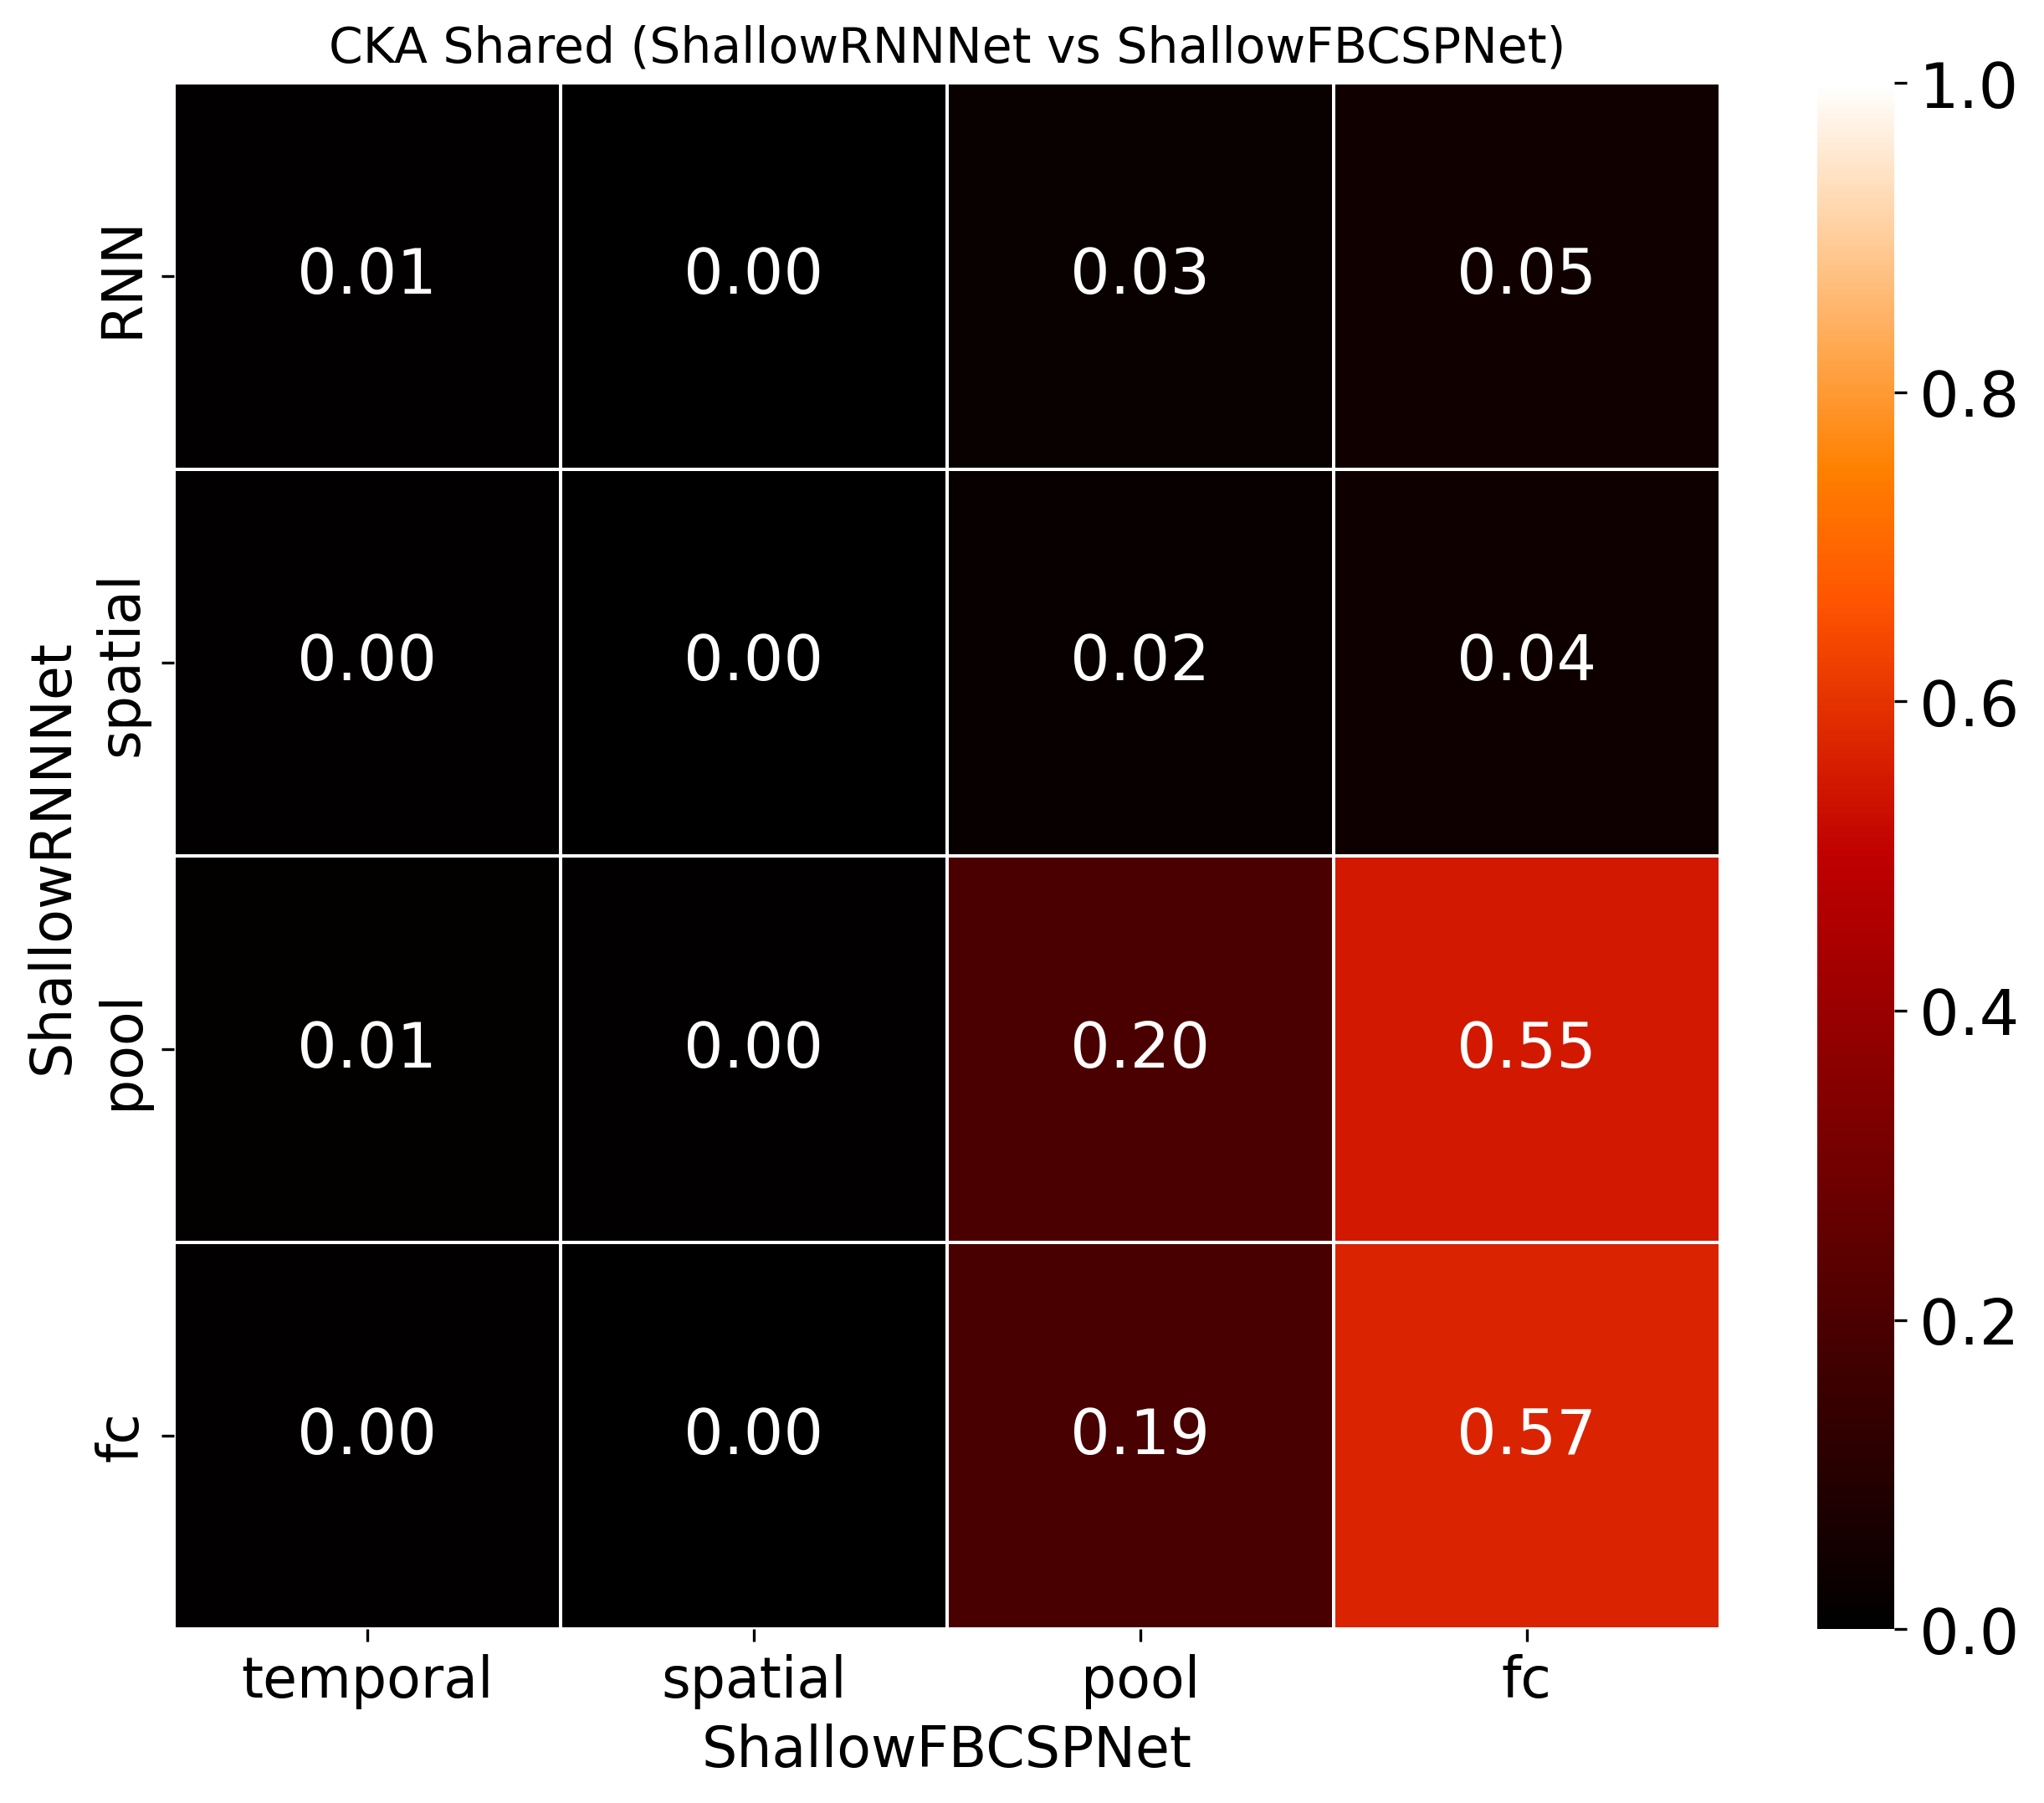 CKA Shared (ShallowRNNNet vs ShallowFBCSPNet)
ShallowRNNNet
RNN
0.01 0.00 0.03 0.05
spatial
0.00 0.00 0.02 0.04
pool
0.01 0.00 0.20 0.55
fc
0.00 0.00 0.19 0.57
temporal spatial pool fc
ShallowFBCSPNet
1.0
0.8
0.6
0.4
0.2
0.0